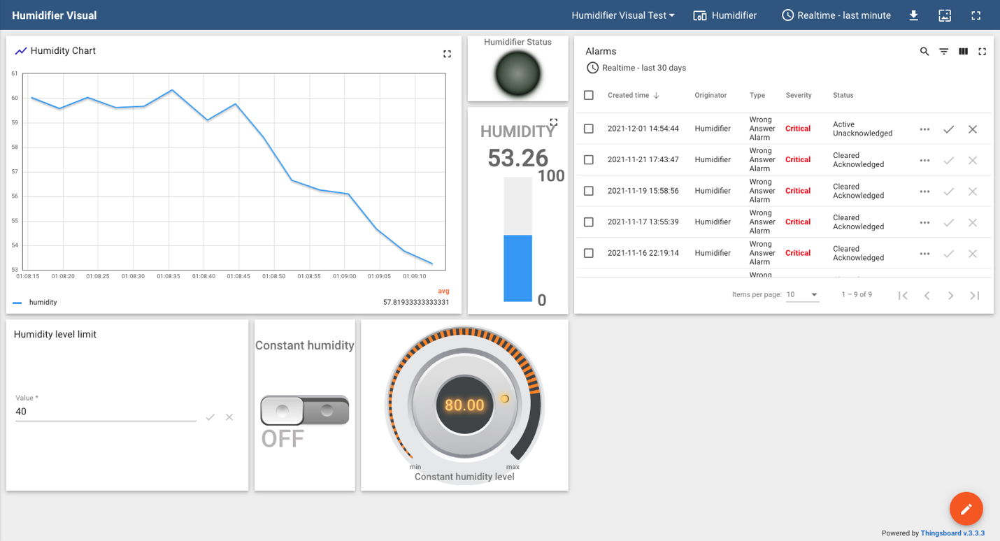 Humidifier Visual
Humidifier Visual Test
Humidifier
Realtime - last minute
Humidity Chart
61
60
59
58
57
56
55
54
53
01:08:15 01:08:20 01:08:25 01:08:30 01:08:35 01:08:40 01:08:45 01:08:50 01:08:55 01:09:00 01:09:05 01:09:10
avg
humidity 57.81933333333331
Humidifier Status
HUMIDITY
53.26
100
0
Alarms
Realtime - last 30 days
Created time Originator Type Severity Status
2021-12-01 14:54:44 Humidifier Wrong Answer Alarm Critical Active Unacknowledged
2021-11-21 17:43:47 Humidifier Wrong Answer Alarm Critical Cleared Acknowledged
2021-11-19 15:58:56 Humidifier Wrong Answer Alarm Critical Cleared Acknowledged
2021-11-17 13:55:39 Humidifier Wrong Answer Alarm Critical Cleared Acknowledged
2021-11-16 22:19:14 Humidifier Wrong Answer Alarm Critical Cleared Acknowledged
Wrong
Items per page: 10 1 – 9 of 9
Humidity level limit
Value *
40
Constant humidity
OFF
80.00
min max
Constant humidity level
Powered by Thingsboard v.3.3.3